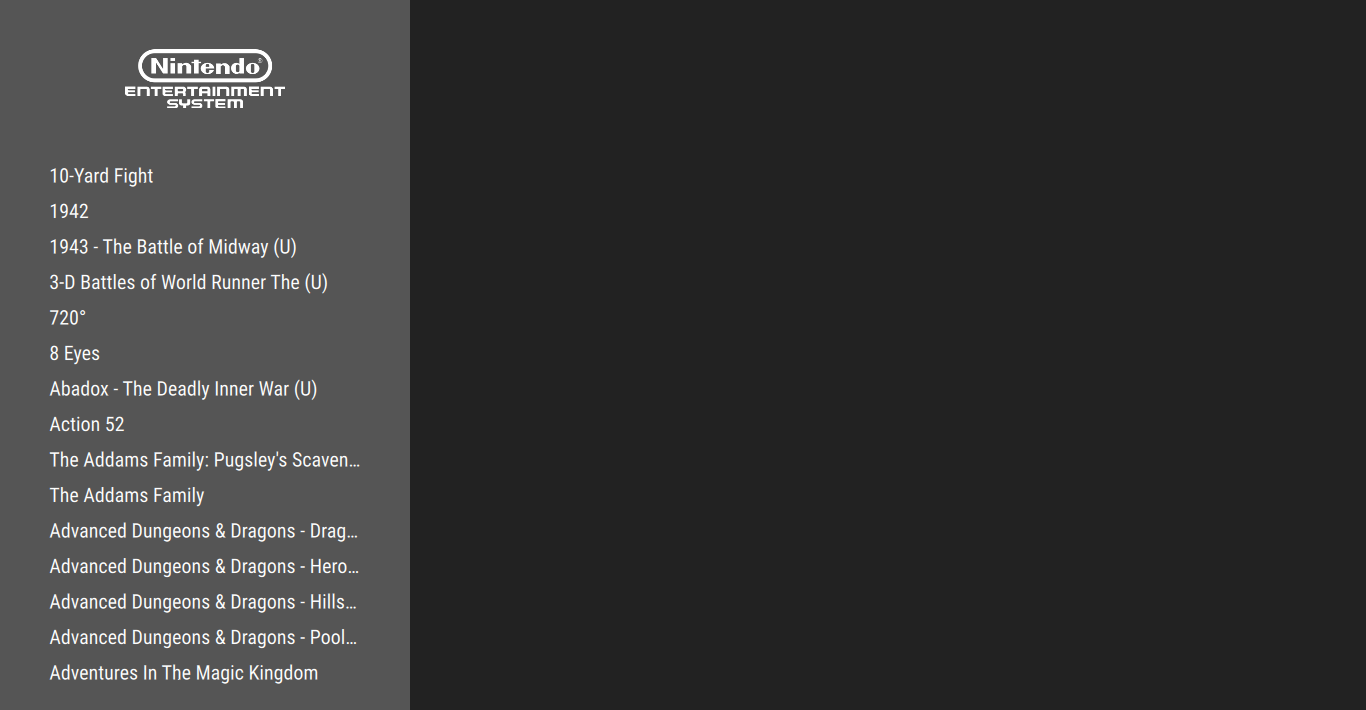 Nintendo®
ENTERTAINMENT
SYSTEM
10-Yard Fight
1942
1943 - The Battle of Midway (U)
3-D Battles of World Runner The (U)
720°
8 Eyes
Abadox - The Deadly Inner War (U)
Action 52
The Addams Family: Pugsley's Scaven…
The Addams Family
Advanced Dungeons & Dragons - Drag…
Advanced Dungeons & Dragons - Hero…
Advanced Dungeons & Dragons - Hills…
Advanced Dungeons & Dragons - Pool…
Adventures In The Magic Kingdom